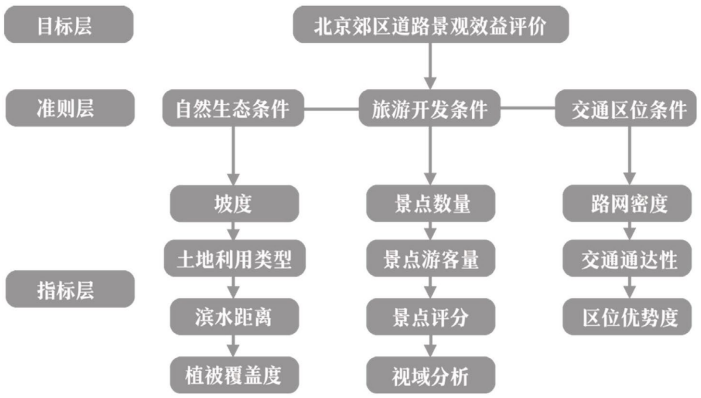 目标层
北京郊区道路景观效益评价
准则层
自然生态条件
旅游开发条件
交通区位条件
坡度
景点数量
路网密度
土地利用类型
景点游客量
交通通达性
指标层
滨水距离
景点评分
区位优势度
植被覆盖度
视域分析